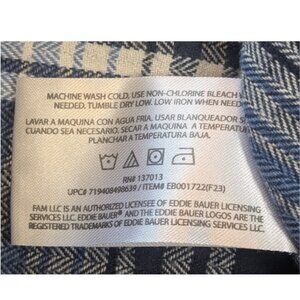 MACHINE WASH COLD. USE NON-CHLORINE BLEACH W
NEEDED. TUMBLE DRY LOW. LOW IRON WHEN NEED
LAVAR A MAQUINA CON AGUA FRIA. USAR BLANQUEADOR S
CUANDO SEA NECESARIO. SECAR A MAQUINA A TEMPERATU
PLANCHAR A TEMPERATURA BAJA.
RN# 137013
UPC# 719408498639 / ITEM# EB001722(F23)
FAM LLC IS AN AUTHORIZED LICENSEE OF EDDIE BAUER LICENSING
SERVICES LLC. EDDIE BAUER® AND THE EDDIE BAUER LOGOS ARE THE
REGISTERED TRADEMARKS OF EDDIE BAUER LICENSING SERVICES